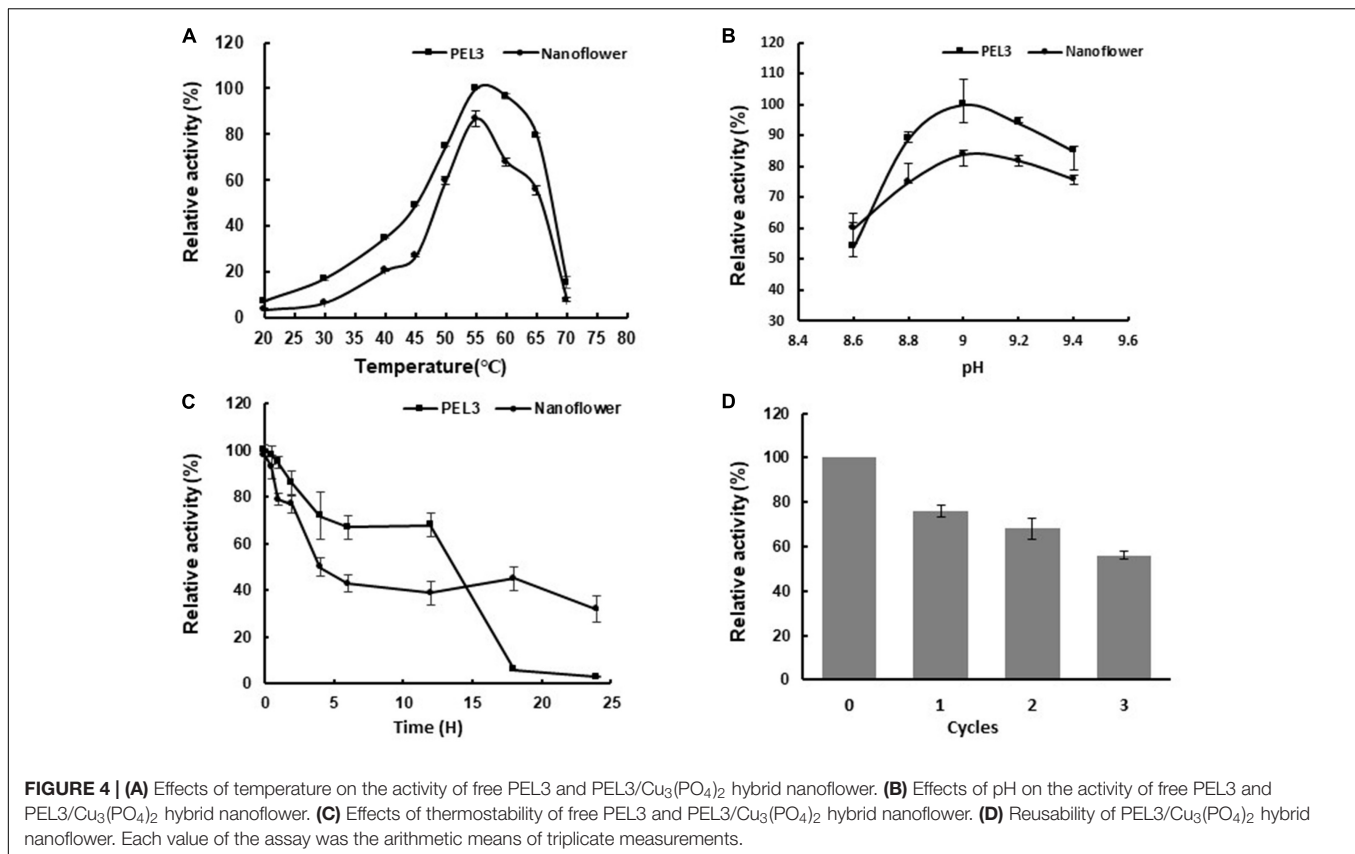 A
PEL3
Nanoflower
120
100
80
60
40
20
0
Relative activity (%)
20 30 35 40 45 50 55 60 65 70 75 80
Temperature(°C)
B
PEL3
Nanoflower
120
110
100
90
80
70
60
50
40
30
Relative activity (%)
8.4 8.6 8.8 9 9.2 9.4 9.6
pH
C
PEL3
Nanoflower
120
100
80
60
40
20
0
Relative activity (%)
0 5 10 15 20 25
Time (H)
D
120
100
80
60
40
20
0
Relative activity (%)
0 1 2 3
Cycles
FIGURE 4 | (A) Effects of temperature on the activity of free PEL3 and PEL3/Cu₃(PO₄)₂ hybrid nanoflower. (B) Effects of pH on the activity of free PEL3 and
PEL3/Cu₃(PO₄)₂ hybrid nanoflower. (C) Effects of thermostability of free PEL3 and PEL3/Cu₃(PO₄)₂ hybrid nanoflower. (D) Reusability of PEL3/Cu₃(PO₄)₂ hybrid
nanoflower. Each value of the assay was the arithmetic means of triplicate measurements.